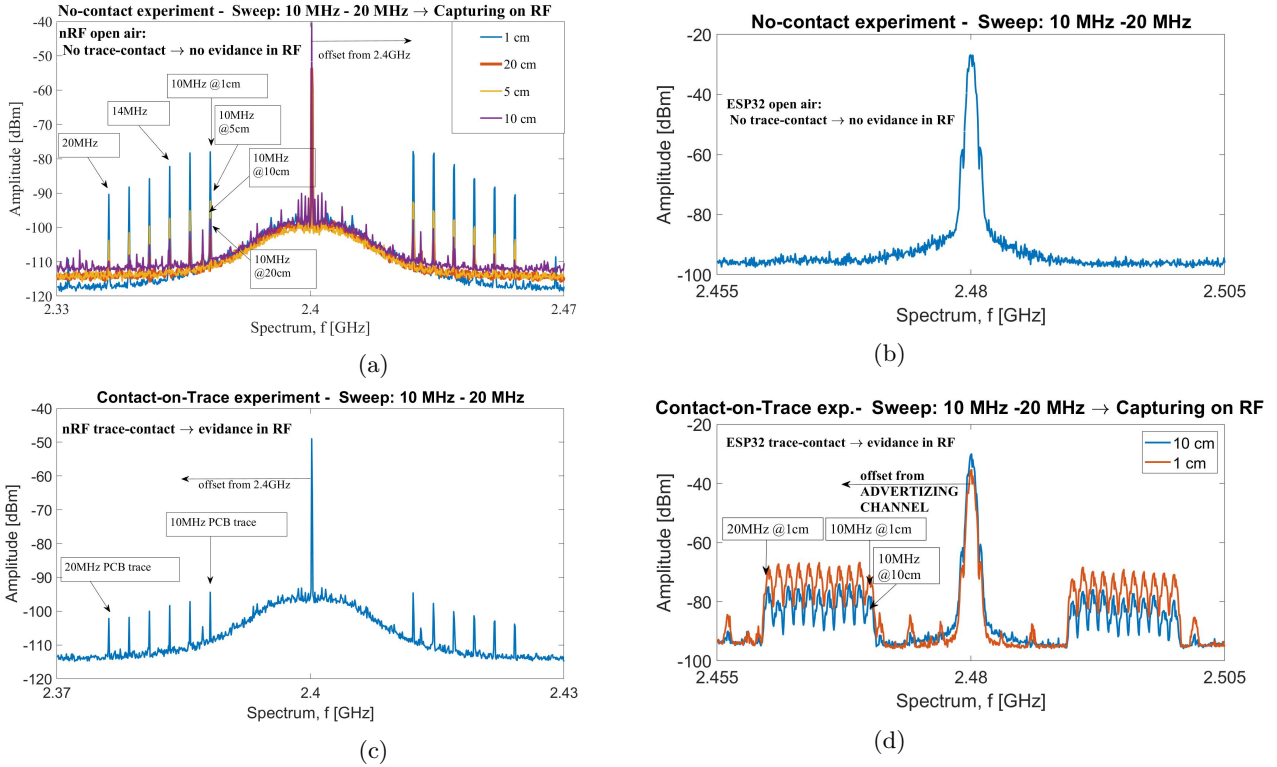 No-contact experiment - Sweep: 10 MHz - 20 MHz → Capturing on RF
nRF open air:
No trace-contact → no evidance in RF
offset from 2.4GHz
1 cm
20 cm
5 cm
10 cm
10MHz @1cm
14MHz
20MHz
10MHz
@5cm
10MHz
@10cm
10MHz
@20cm
Amplitude [dBm]
-40
-50
-60
-70
-80
-90
-100
-110
-120
2.33
2.4
2.47
Spectrum, f [GHz]
(a)
No-contact experiment - Sweep: 10 MHz -20 MHz
ESP32 open air:
No trace-contact → no evidence in RF
Amplitude [dBm]
-20
-40
-60
-80
-100
2.455
2.48
2.505
Spectrum, f [GHz]
(b)
Contact-on-Trace experiment - Sweep: 10 MHz - 20 MHz
nRF trace-contact → evidance in RF
offset from 2.4GHz
10MHz PCB trace
20MHz PCB trace
Amplitude [dBm]
-40
-50
-60
-70
-80
-90
-100
-110
-120
2.37
2.4
2.43
Spectrum, f [GHz]
(c)
Contact-on-Trace exp.- Sweep: 10 MHz -20 MHz → Capturing on RF
ESP32 trace-contact → evidance in RF
10 cm
1 cm
offset from
ADVERTIZING
CHANNEL
20MHz @1cm
10MHz @1cm
10MHz
@10cm
Amplitude [dBm]
-20
-40
-60
-80
-100
2.455
2.48
2.505
Spectrum, f [GHz]
(d)